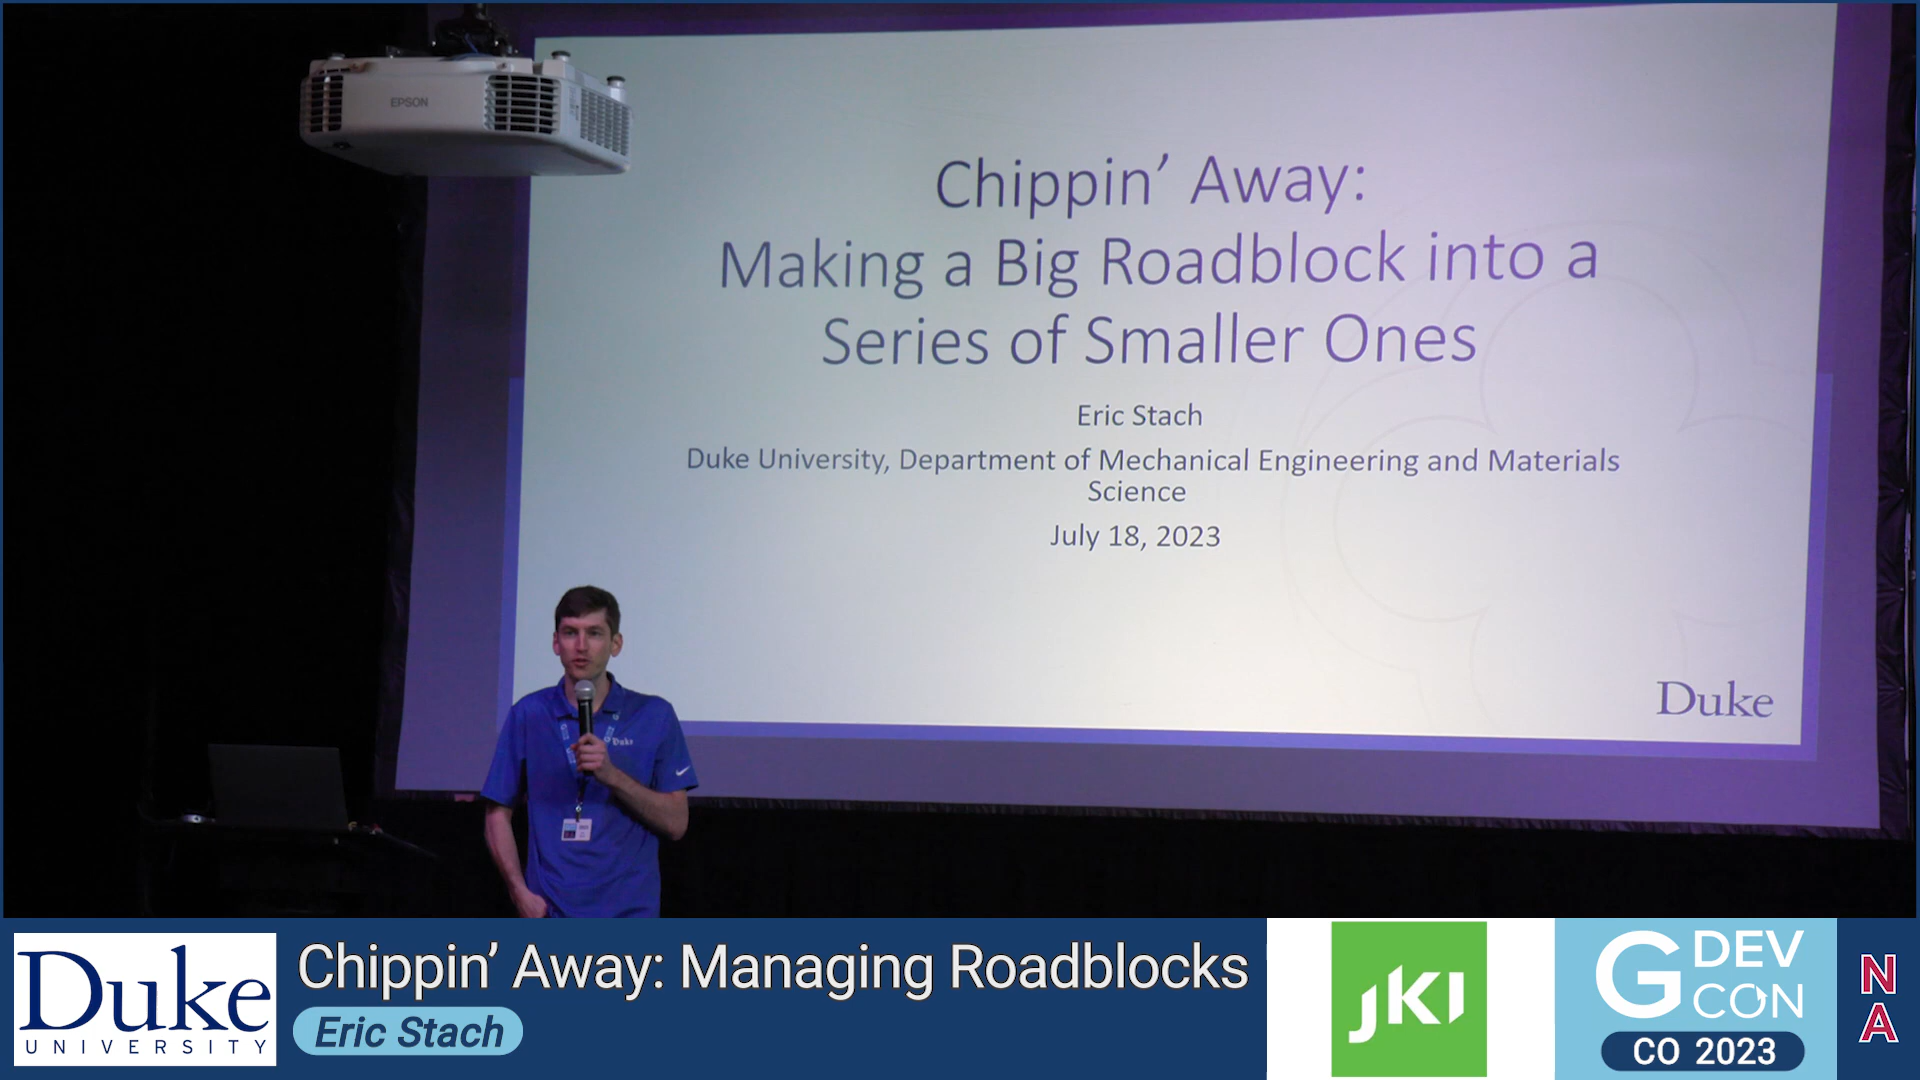 EPSON
Chippin’ Away:
Making a Big Roadblock into a
Series of Smaller Ones
Eric Stach
Duke University, Department of Mechanical Engineering and Materials
Science
July 18, 2023
Duke
Duke
Duke
UNIVERSITY
Chippin’ Away: Managing Roadblocks
Eric Stach
JKI
G DEV
CON
CO 2023
N
A